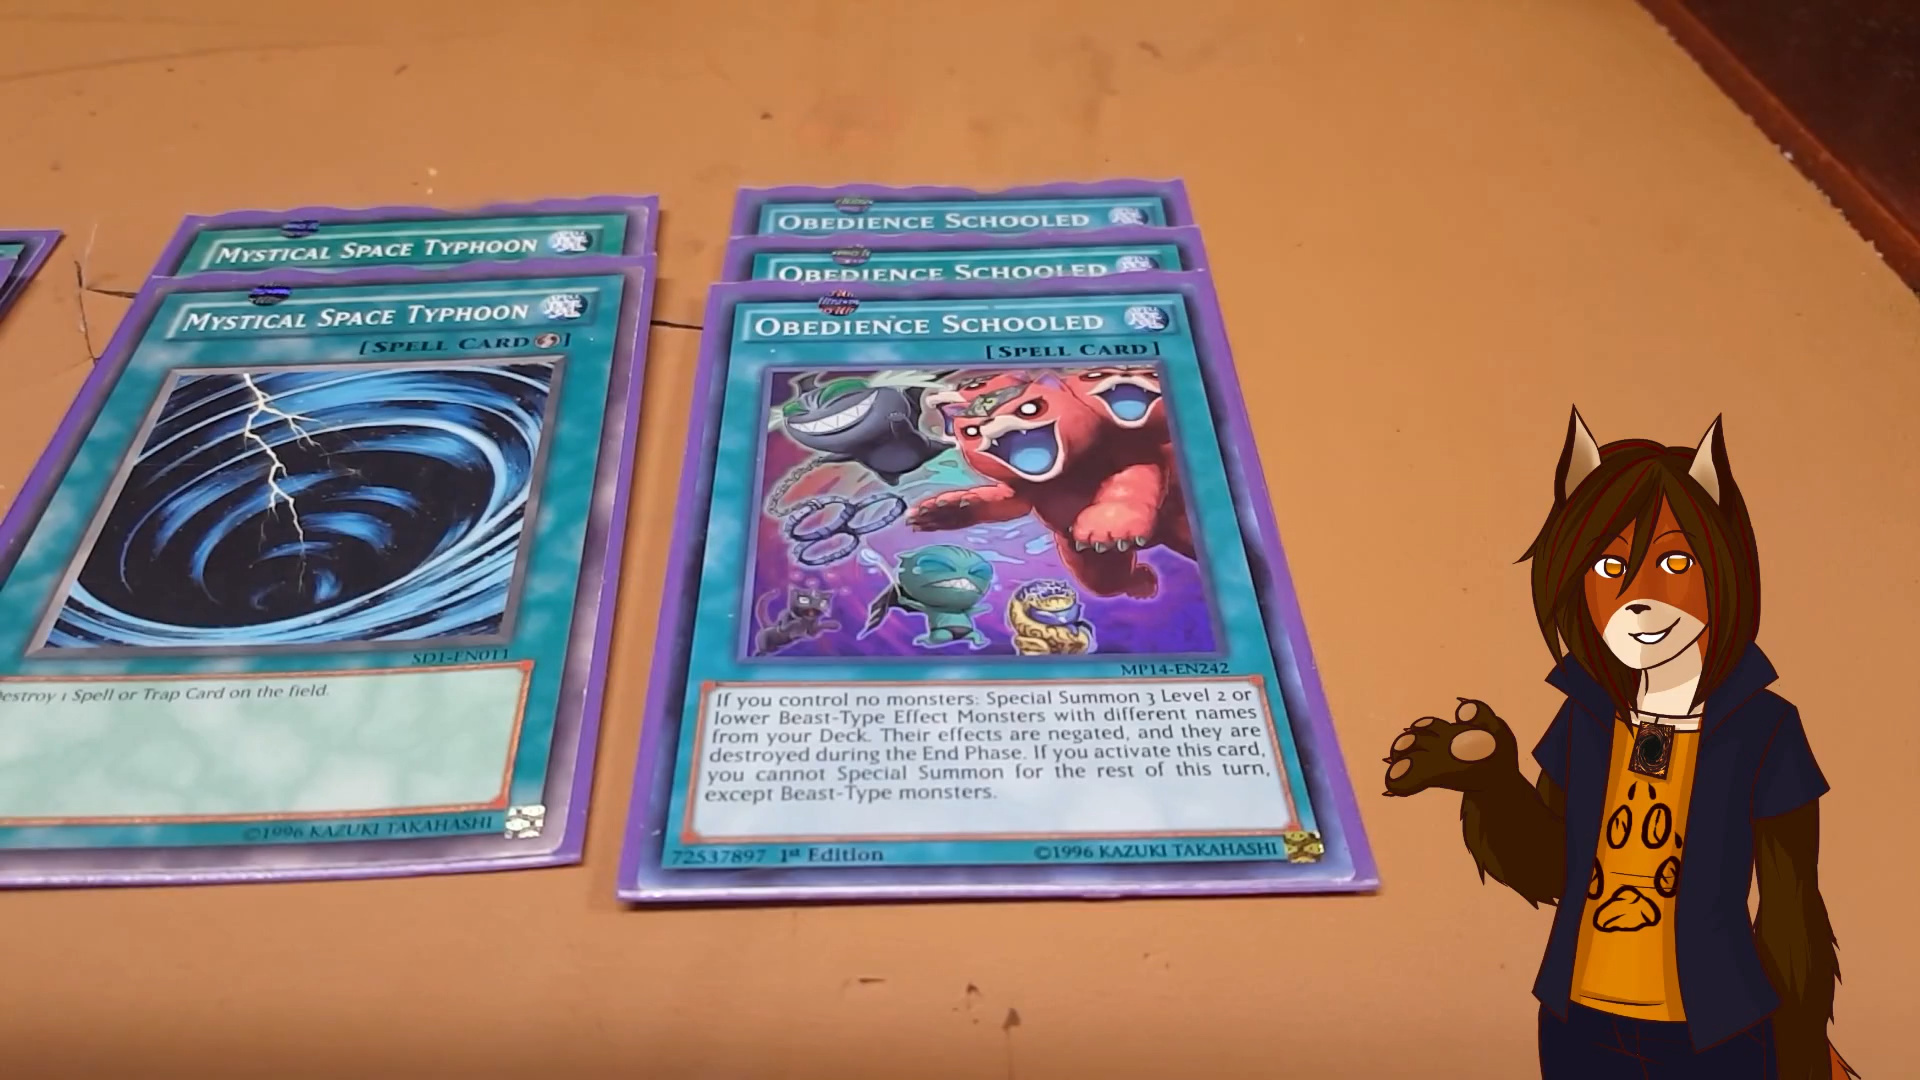 MYSTICAL SPACE TYPHOON
MYSTICAL SPACE TYPHOON
[SPELL CARD]
SD1-EN011
estroy 1 Spell or Trap Card on the field.
©1996 KAZUKI TAKAHASHI
OBEDIENCE SCHOOLED
OBEDIENCE SCHOOLED
OBEDIENCE SCHOOLED
[SPELL CARD]
MP14-EN242
If you control no monsters: Special Summon 3 Level 2 or
lower Beast-Type Effect Monsters with different names
from your Deck. Their effects are negated, and they are
destroyed during the End Phase. If you activate this card,
you cannot Special Summon for the rest of this turn,
except Beast-Type monsters.
72537897 1st Edition
©1996 KAZUKI TAKAHASHI